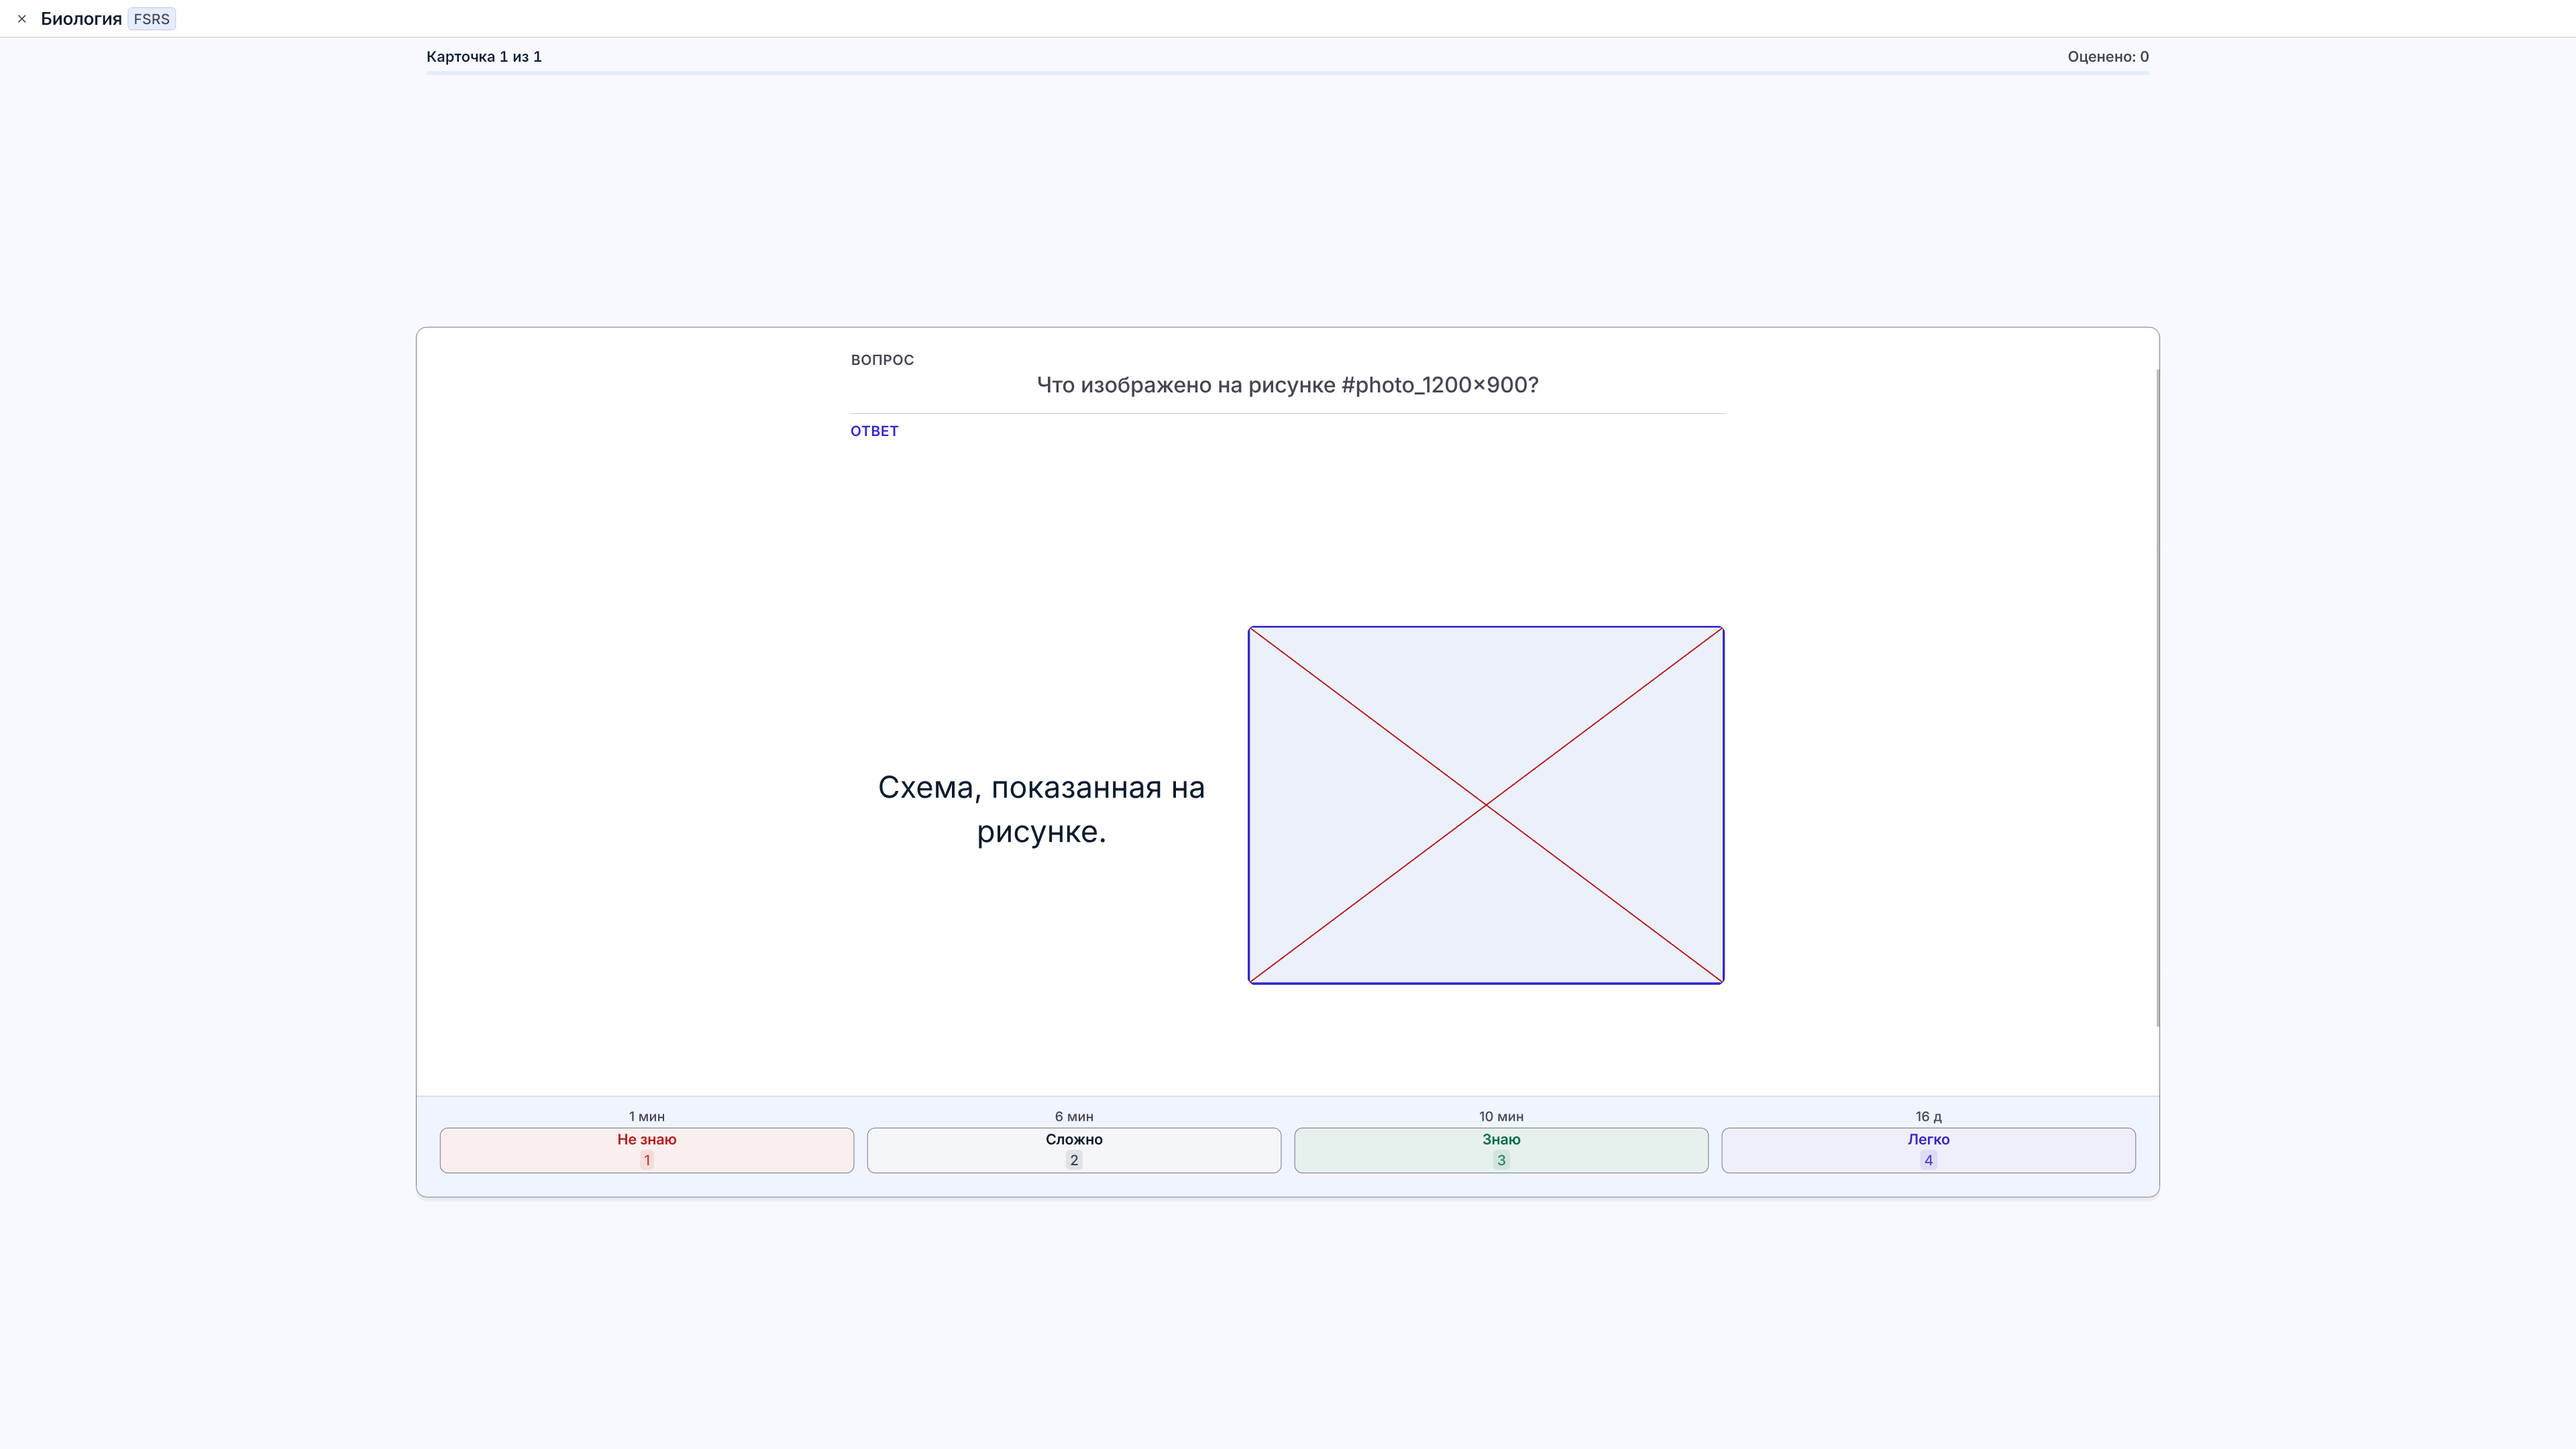 Биология FSRS
Карточка 1 из 1
Оценено: 0
ВОПРОС
Что изображено на рисунке #photo_1200×900?
ОТВЕТ
Схема, показанная на
рисунке.
1 мин
Не знаю
1
6 мин
Сложно
2
10 мин
Знаю
3
16 д
Легко
4